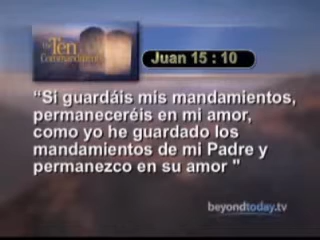 The Ten
Commandments
Juan 15 : 10
“Si guardáis mis mandamientos,
permaneceréis en mi amor,
como yo he guardado los
mandamientos de mi Padre y
permanezco en su amor "
beyondtoday.tv